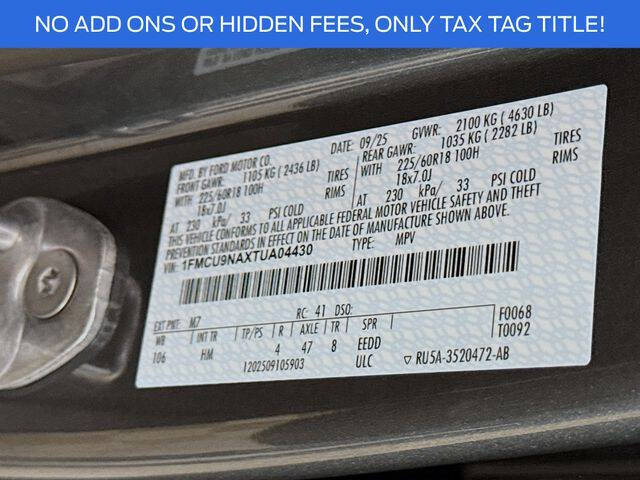 NO ADD ONS OR HIDDEN FEES, ONLY TAX TAG TITLE!
MFD. BY FORD MOTOR CO.
DATE: 09/25 GVWR: 2100 KG ( 4630 LB)
FRONT GAWR: 1105 KG ( 2436 LB) REAR GAWR: 1035 KG ( 2282 LB)
WITH 225/60R18 100H TIRES WITH 225/60R18 100H TIRES
18x7.0J RIMS 18x7.0J RIMS
AT 230 kPa/ 33 PSI COLD AT 230 kPa/ 33 PSI COLD
THIS VEHICLE CONFORMS TO ALL APPLICABLE FEDERAL MOTOR VEHICLE SAFETY AND THEFT
PREVENTION STANDARDS IN EFFECT ON THE DATE OF MANUFACTURE SHOWN ABOVE.
VIN: 1FMCU9NAXTUA04430 TYPE: MPV
EXT PNT: M7 RC: 41 DSO: F0068
WB INT TR TP/PS R AXLE TR SPR T0092
106 HM 4 47 8 EEDD
1202509105903 ULC ▽ RU5A-3520472-AB